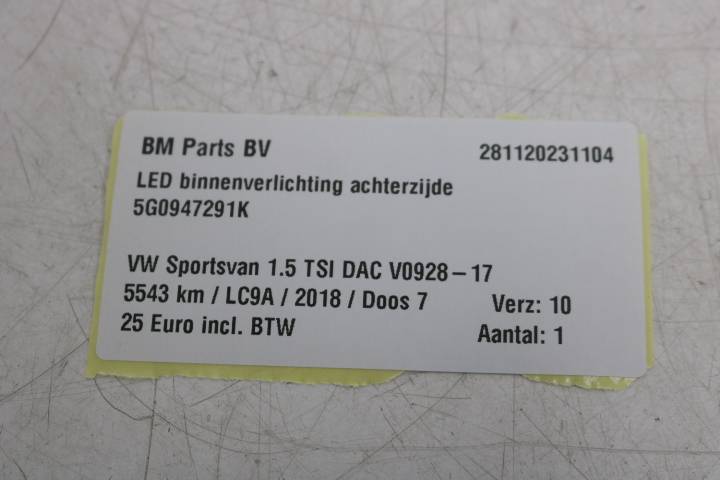 BM Parts BV 281120231104
LED binnenverlichting achterzijde
5G0947291K
VW Sportsvan 1.5 TSI DAC V0928-17
5543 km / LC9A / 2018 / Doos 7 Verz: 10
25 Euro incl. BTW Aantal: 1